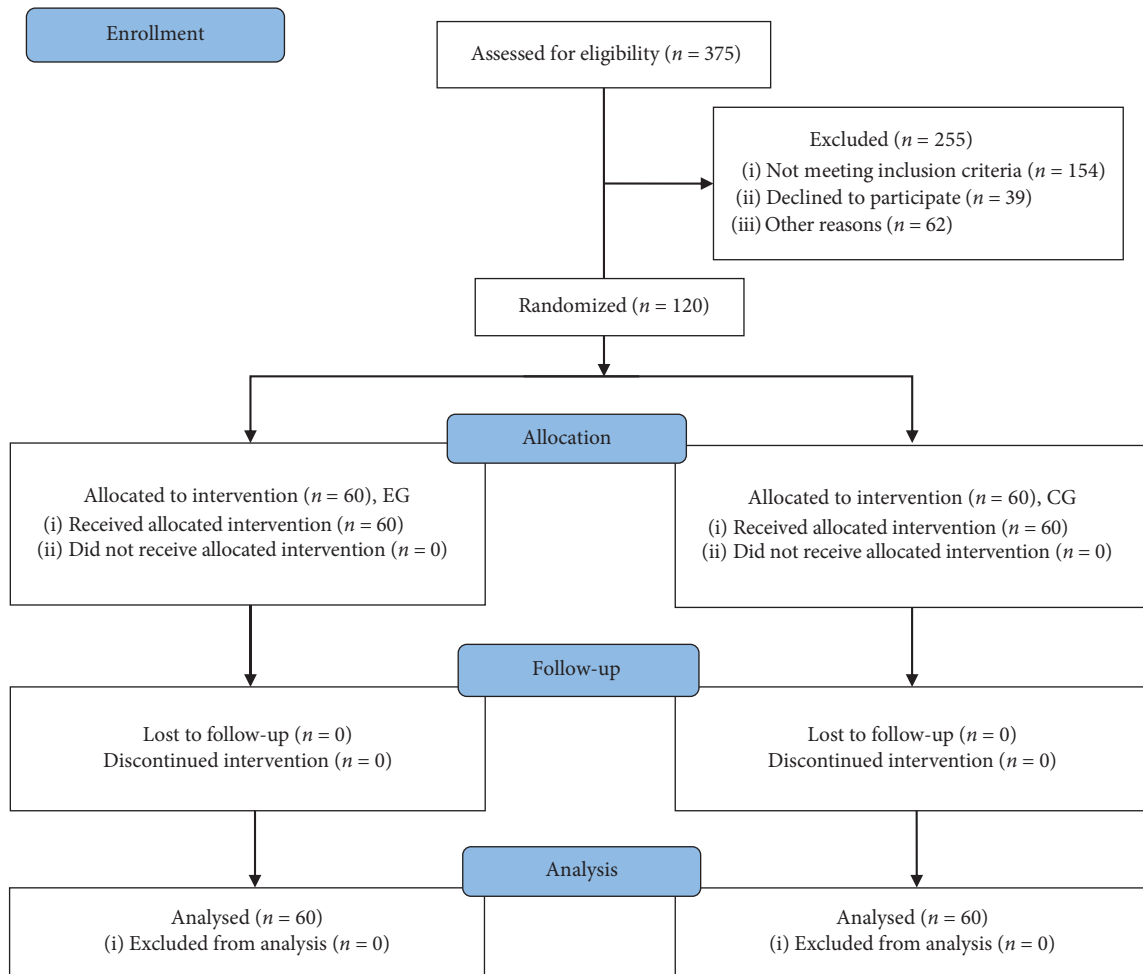 Enrollment
Assessed for eligibility (n = 375)
Excluded (n = 255)
(i) Not meeting inclusion criteria (n = 154)
(ii) Declined to participate (n = 39)
(iii) Other reasons (n = 62)
Randomized (n = 120)
Allocation
Allocated to intervention (n = 60), EG
(i) Received allocated intervention (n = 60)
(ii) Did not receive allocated intervention (n = 0)
Allocated to intervention (n = 60), CG
(i) Received allocated intervention (n = 60)
(ii) Did not receive allocated intervention (n = 0)
Follow-up
Lost to follow-up (n = 0)
Discontinued intervention (n = 0)
Lost to follow-up (n = 0)
Discontinued intervention (n = 0)
Analysis
Analysed (n = 60)
(i) Excluded from analysis (n = 0)
Analysed (n = 60)
(i) Excluded from analysis (n = 0)